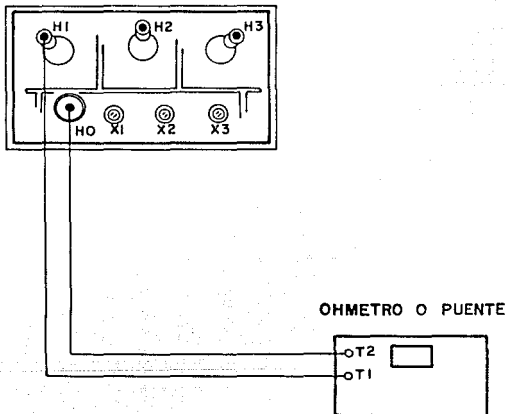 H1
H2
H3
HO
X1
X2
X3
OHMETRO O PUENTE
T2
T1